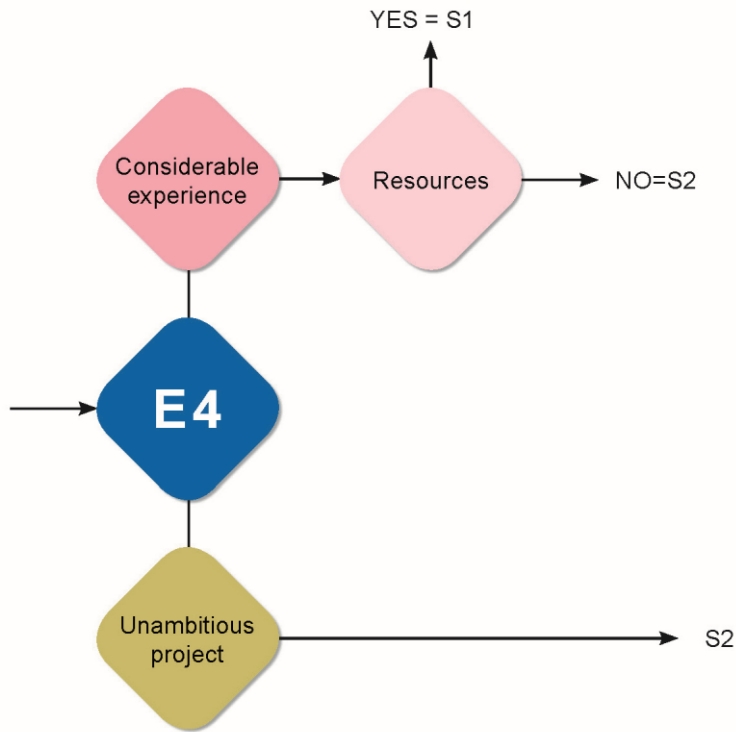 YES = S1
Considerable
experience
Resources
NO=S2
E4
Unambitious
project
S2